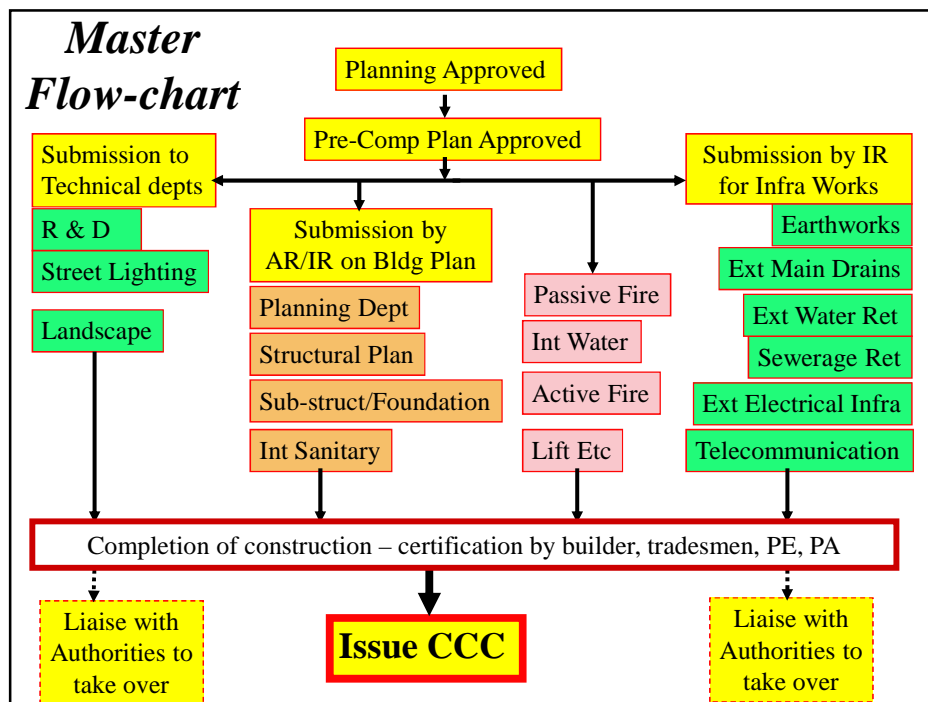 Master
Flow-chart
Planning Approved
Pre-Comp Plan Approved
Submission to
Technical depts
R & D
Street Lighting
Landscape
Submission by
AR/IR on Bldg Plan
Planning Dept
Structural Plan
Sub-struct/Foundation
Int Sanitary
Passive Fire
Int Water
Active Fire
Lift Etc
Submission by IR
for Infra Works
Earthworks
Ext Main Drains
Ext Water Ret
Sewerage Ret
Ext Electrical Infra
Telecommunication
Completion of construction – certification by builder, tradesmen, PE, PA
Liaise with
Authorities to
take over
Issue CCC
Liaise with
Authorities to
take over